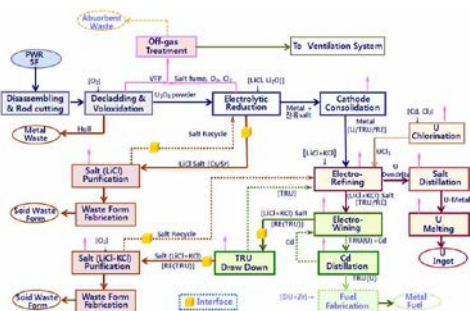 Absorbent
Waste
Off-gas
Treatment
To Ventilation System
PWR
SF
[O₂]
VFP
Salt fume, O₂, Cl₂
[LiCl, Li₂O]
Disassembling
& Rod cutting
Decladding &
Voloxidation
U₃O₈ powder
Electrolytic
Reduction
Metal +
salt
Cathode
Consolidation
Metal
Waste
Hull
Salt Recycle
Metal
[U/TRU/RE]
[Cd, Cl₂]
U
Chlorination
LiCl Salt (Cs/Sr)
[LiCl+KCl]
UCl₃
Salt (LiCl)
Purification
Electro-
Refining
U
Dendrite
Salt
Distillation
Soid Waste
Form
Waste Form
Fabrication
[TRU]
(LiCl+KCl) Salt
[TRU/RE]
U-Metal
Salt Recycle
(LiCl+KCl) Salt
[RE(TRU)]
Electro-
Wining
U
Melting
[O₂]
Cd
TRU(U) + Cd
Salt (LiCl-KCl)
Purification
Salt (LiCl+KCl)
[RE(TRU)]
TRU
Draw Down
Cd
Distillation
U
Ingot
TRU[U]
Soid Waste
Form
Waste Form
Fabrication
Interface
Fuel
Fabrication
Metal
Fuel